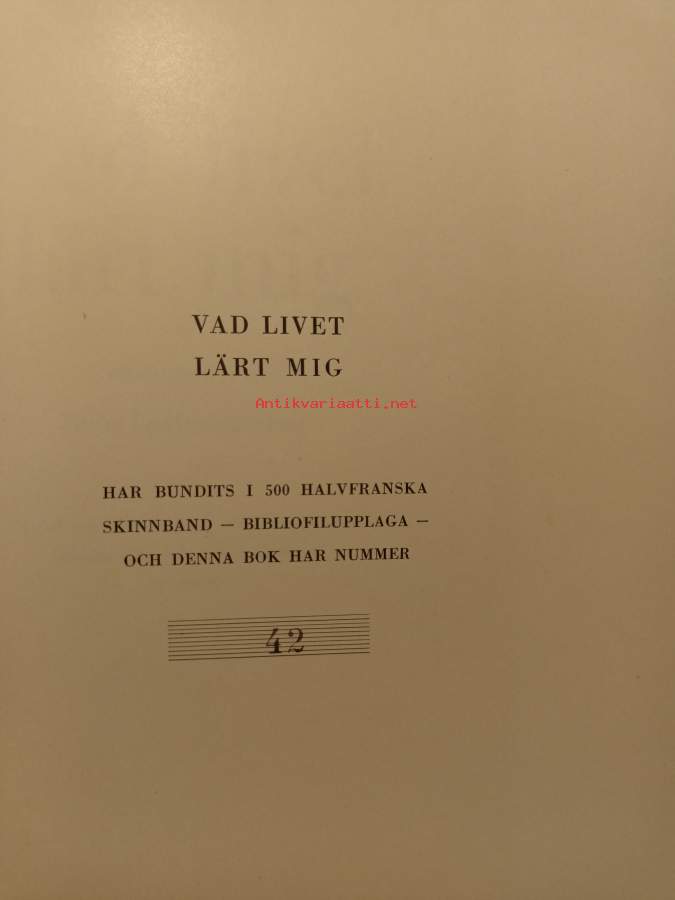 VAD LIVET
LÄRT MIG
Antikvariaatti.net
HAR BUNDITS I 500 HALVFRANSKA
SKINNBAND — BIBLIOFILUPPLAGA —
OCH DENNA BOK HAR NUMMER
42